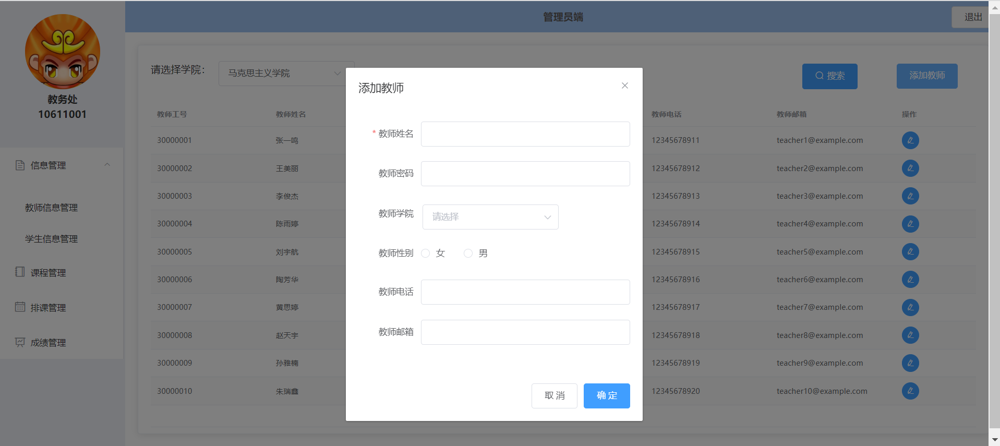 管理员端
退出
教务处
10611001
信息管理
教师信息管理
学生信息管理
课程管理
排课管理
成绩管理
请选择学院：
马克思主义学院
搜索
添加教师
教师工号 教师姓名 教师电话 教师邮箱 操作
30000001 张一鸣 12345678911 teacher1@example.com
30000002 王美丽 12345678912 teacher2@example.com
30000003 李俊杰 12345678913 teacher3@example.com
30000004 陈雨婷 12345678914 teacher4@example.com
30000005 刘宇航 12345678915 teacher5@example.com
30000006 陶芳华 12345678916 teacher6@example.com
30000007 黄思婷 12345678917 teacher7@example.com
30000008 赵天宇 12345678918 teacher8@example.com
30000009 孙雅楠 12345678919 teacher9@example.com
30000010 朱瑞鑫 12345678920 teacher10@example.com
添加教师
* 教师姓名
教师密码
教师学院 请选择
教师性别 女 男
教师电话
教师邮箱
取消 确定